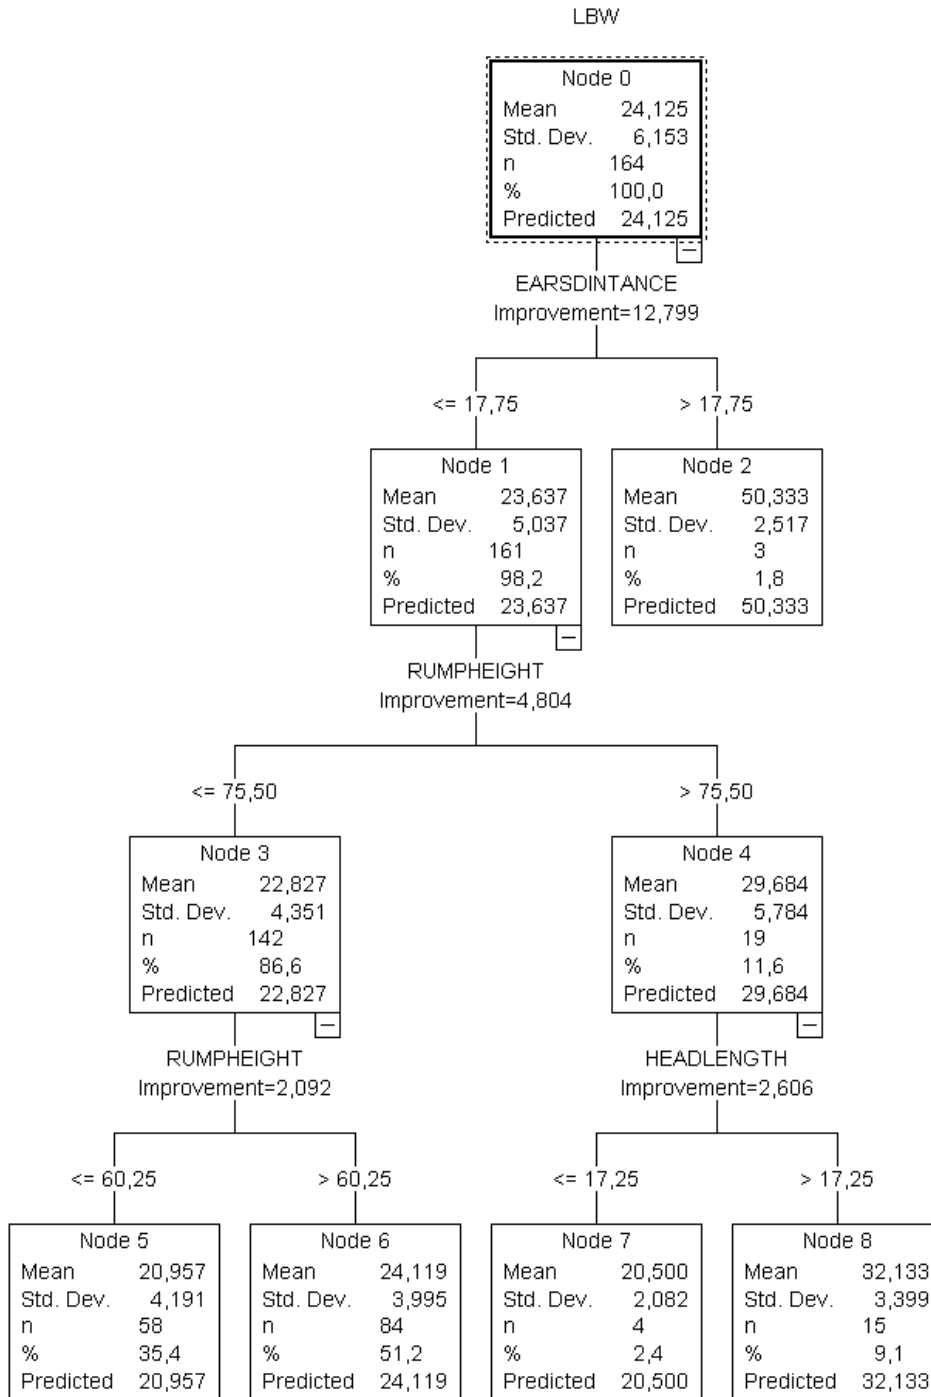 LBW
Node 0
Mean 24,125
Std. Dev. 6,153
n 164
% 100,0
Predicted 24,125
EARSDINTANCE
Improvement=12,799
<= 17,75
> 17,75
Node 1
Mean 23,637
Std. Dev. 5,037
n 161
% 98,2
Predicted 23,637
Node 2
Mean 50,333
Std. Dev. 2,517
n 3
% 1,8
Predicted 50,333
RUMPHEIGHT
Improvement=4,804
<= 75,50
> 75,50
Node 3
Mean 22,827
Std. Dev. 4,351
n 142
% 86,6
Predicted 22,827
Node 4
Mean 29,684
Std. Dev. 5,784
n 19
% 11,6
Predicted 29,684
RUMPHEIGHT
Improvement=2,092
HEADLENGTH
Improvement=2,606
<= 60,25
> 60,25
<= 17,25
> 17,25
Node 5
Mean 20,957
Std. Dev. 4,191
n 58
% 35,4
Predicted 20,957
Node 6
Mean 24,119
Std. Dev. 3,995
n 84
% 51,2
Predicted 24,119
Node 7
Mean 20,500
Std. Dev. 2,082
n 4
% 2,4
Predicted 20,500
Node 8
Mean 32,133
Std. Dev. 3,399
n 15
% 9,1
Predicted 32,133